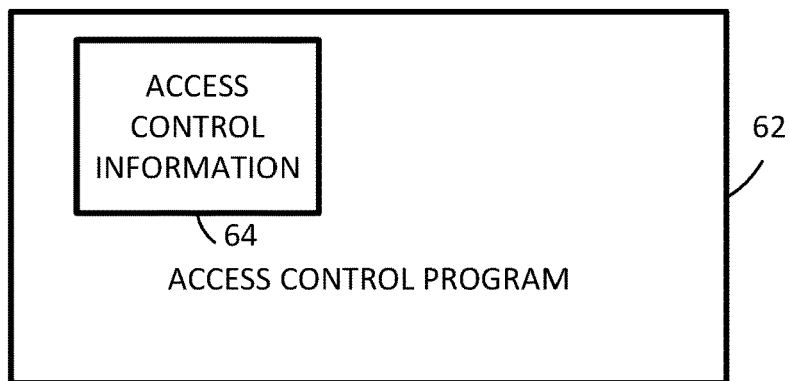 ACCESS
CONTROL
INFORMATION
62
64
ACCESS CONTROL PROGRAM